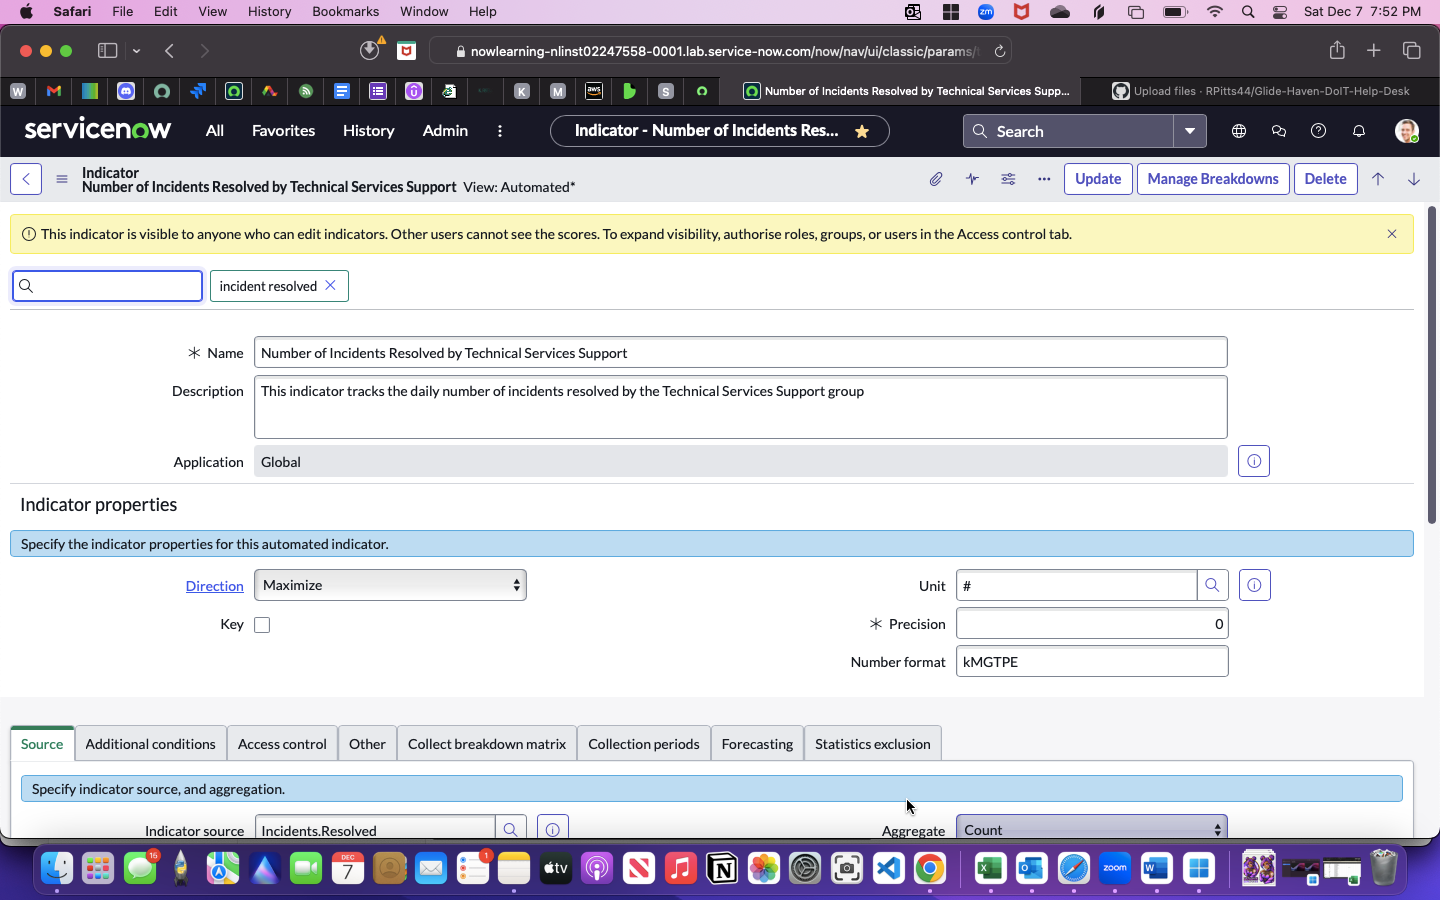 Safari File Edit View History Bookmarks Window Help Sat Dec 7 7:52 PM
nowlearning-nlinst02247558-0001.lab.service-now.com/now/nav/ui/classic/params/
Number of Incidents Resolved by Technical Services Supp... Upload files · RPitts44/Glide-Haven-DoIT-Help-Desk
servicenow All Favorites History Admin Indicator - Number of Incidents Res... Search
Indicator
Number of Incidents Resolved by Technical Services Support View: Automated*
Update Manage Breakdowns Delete
This indicator is visible to anyone who can edit indicators. Other users cannot see the scores. To expand visibility, authorise roles, groups, or users in the Access control tab.
incident resolved
Name Number of Incidents Resolved by Technical Services Support
Description This indicator tracks the daily number of incidents resolved by the Technical Services Support group
Application Global
Indicator properties
Specify the indicator properties for this automated indicator.
Direction Maximize Unit #
Key Precision 0
Number format kMGTPE
Source Additional conditions Access control Other Collect breakdown matrix Collection periods Forecasting Statistics exclusion
Specify indicator source, and aggregation.
Indicator source Incidents.Resolved Aggregate Count
16 DEC 7 1 tv zoom